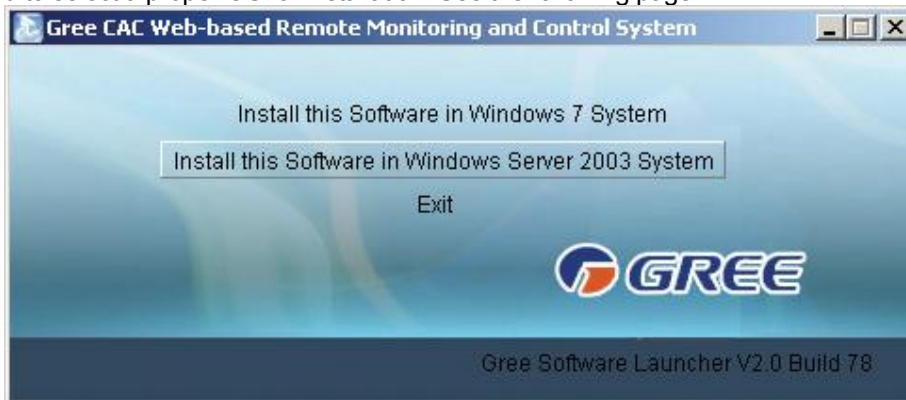 Gree CAC Web-based Remote Monitoring and Control System
Install this Software in Windows 7 System
Install this Software in Windows Server 2003 System
Exit
GREE
Gree Software Launcher V2.0 Build 78